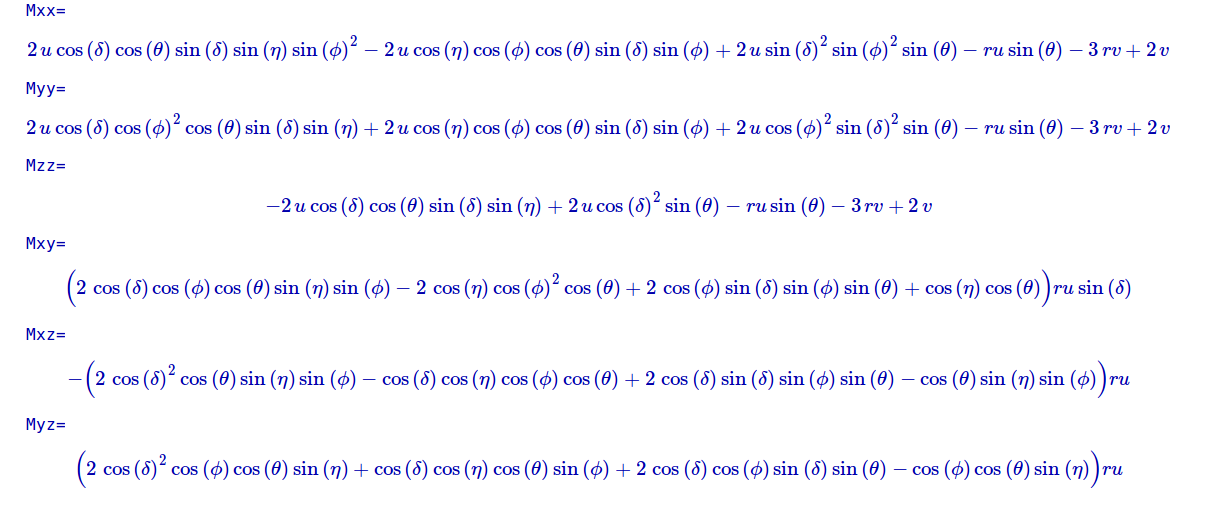 Mxx=
2 u cos (δ) cos (θ) sin (δ) sin (η) sin (ϕ)² − 2 u cos (η) cos (ϕ) cos (θ) sin (δ) sin (ϕ) + 2 u sin (δ)² sin (ϕ)² sin (θ) − ru sin (θ) − 3 rv + 2 v
Myy=
2 u cos (δ) cos (ϕ)² cos (θ) sin (δ) sin (η) + 2 u cos (η) cos (ϕ) cos (θ) sin (δ) sin (ϕ) + 2 u cos (ϕ)² sin (δ)² sin (θ) − ru sin (θ) − 3 rv + 2 v
Mzz=
−2 u cos (δ) cos (θ) sin (δ) sin (η) + 2 u cos (δ)² sin (θ) − ru sin (θ) − 3 rv + 2 v
Mxy=
(2 cos (δ) cos (ϕ) cos (θ) sin (η) sin (ϕ) − 2 cos (η) cos (ϕ)² cos (θ) + 2 cos (ϕ) sin (δ) sin (ϕ) sin (θ) + cos (η) cos (θ))ru sin (δ)
Mxz=
−(2 cos (δ)² cos (θ) sin (η) sin (ϕ) − cos (δ) cos (η) cos (ϕ) cos (θ) + 2 cos (δ) sin (δ) sin (ϕ) sin (θ) − cos (θ) sin (η) sin (ϕ))ru
Myz=
(2 cos (δ)² cos (ϕ) cos (θ) sin (η) + cos (δ) cos (η) cos (θ) sin (ϕ) + 2 cos (δ) cos (ϕ) sin (δ) sin (θ) − cos (ϕ) cos (θ) sin (η))ru